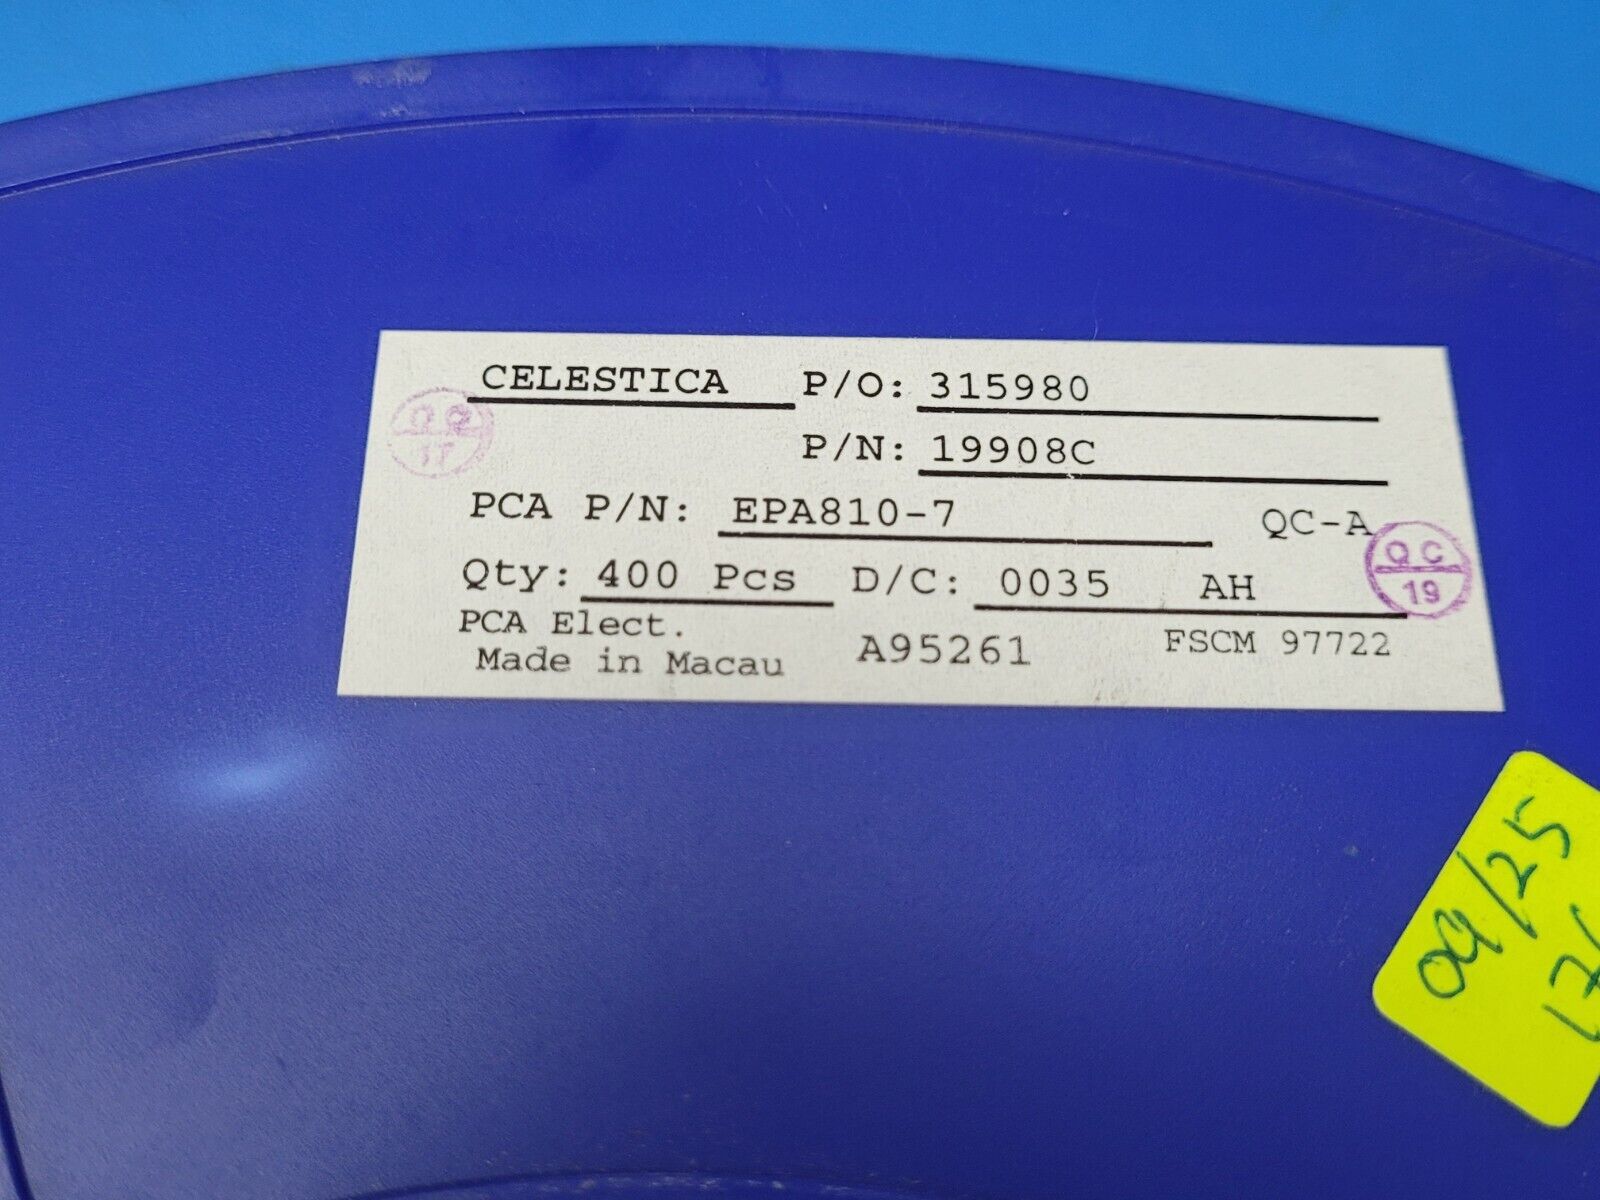 CELESTICA P/O: 315980
P/N: 19908C
PCA P/N: EPA810-7 QC-A
Qty: 400 Pcs D/C: 0035 AH
PCA Elect. A95261 FSCM 97722
Made in Macau
QC
19
09/25